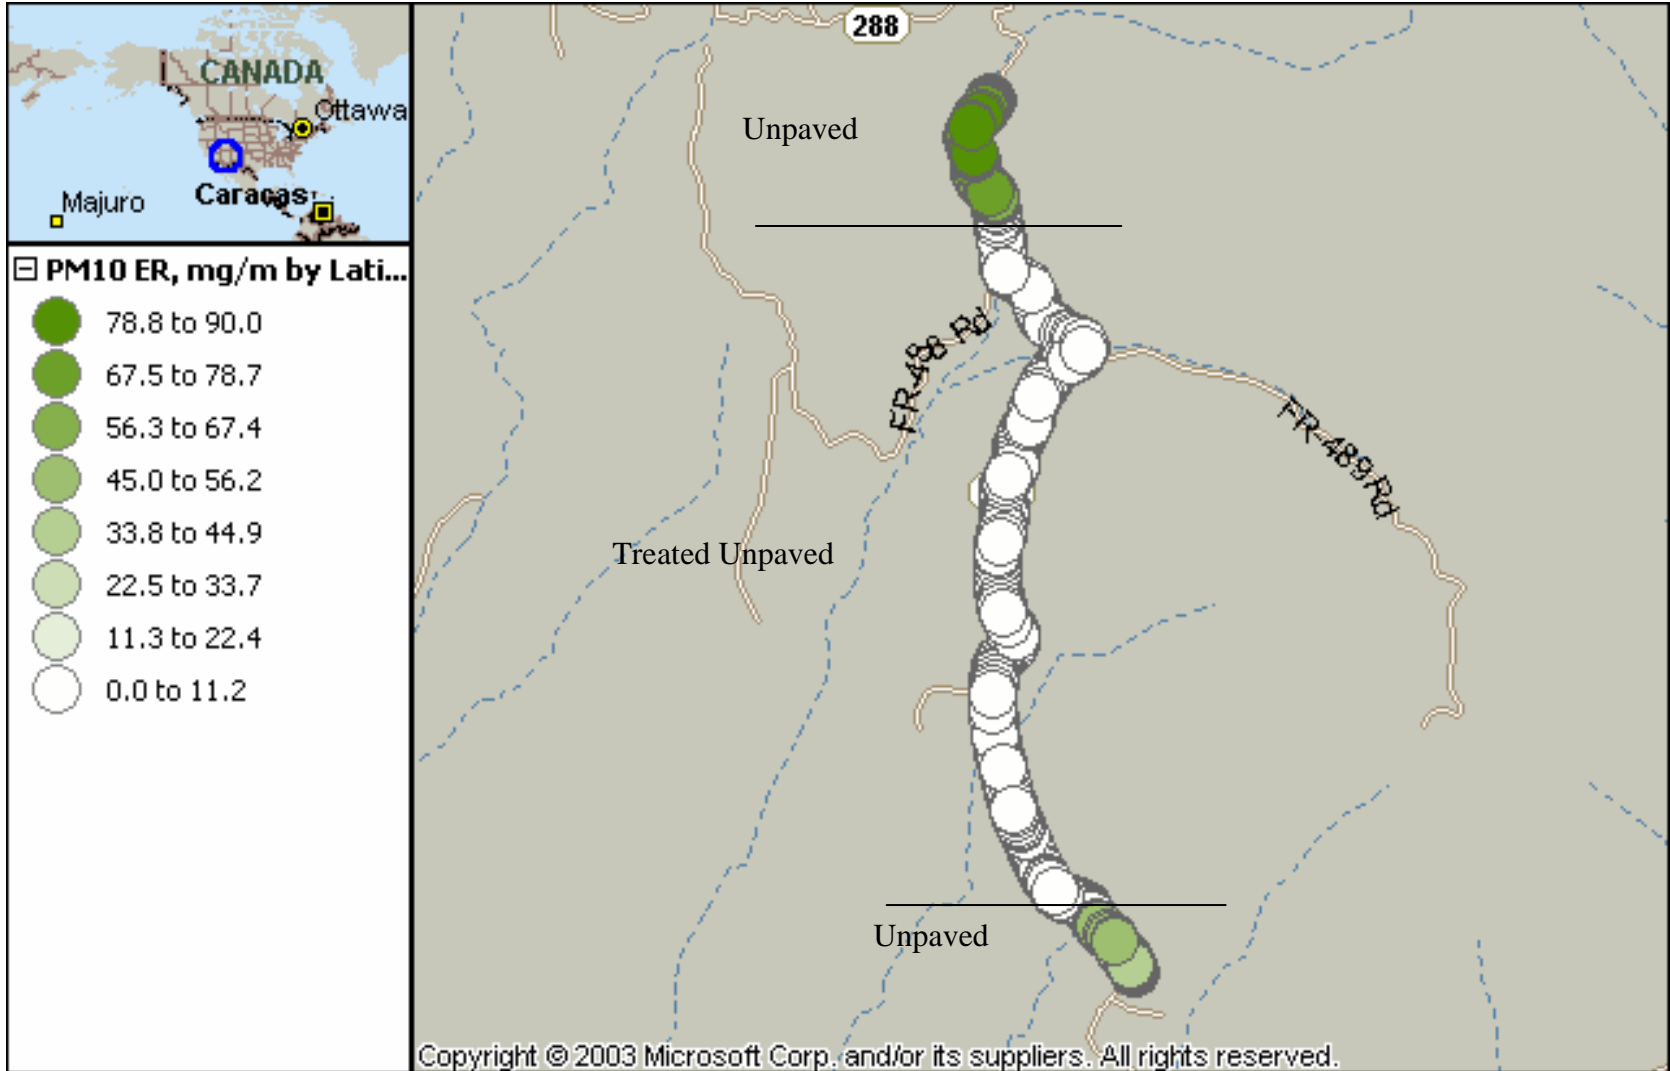 CANADA
Ottawa
Majuro
Caracas
PM10 ER, mg/m by Lati...
78.8 to 90.0
67.5 to 78.7
56.3 to 67.4
45.0 to 56.2
33.8 to 44.9
22.5 to 33.7
11.3 to 22.4
0.0 to 11.2
288
Unpaved
FR-488 Rd
FR-489 Rd
Treated Unpaved
Unpaved
Copyright © 2003 Microsoft Corp. and/or its suppliers. All rights reserved.